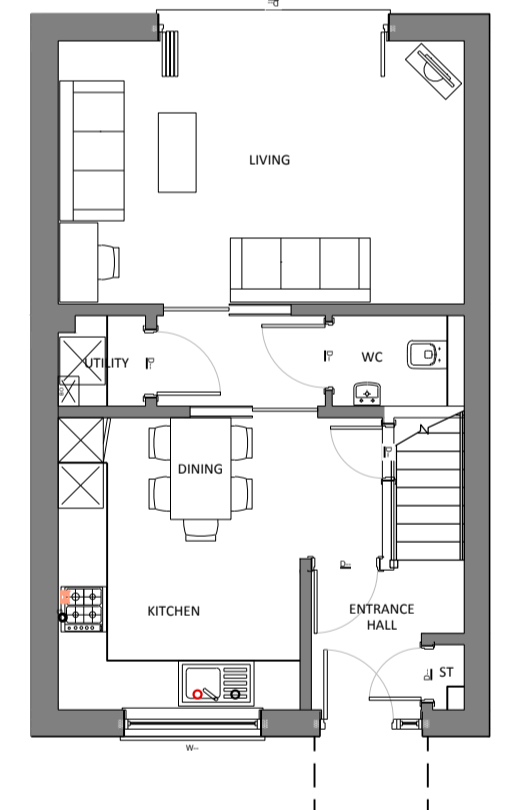 LIVING
UTILITY
WC
DINING
KITCHEN
ENTRANCE
HALL
ST
W--